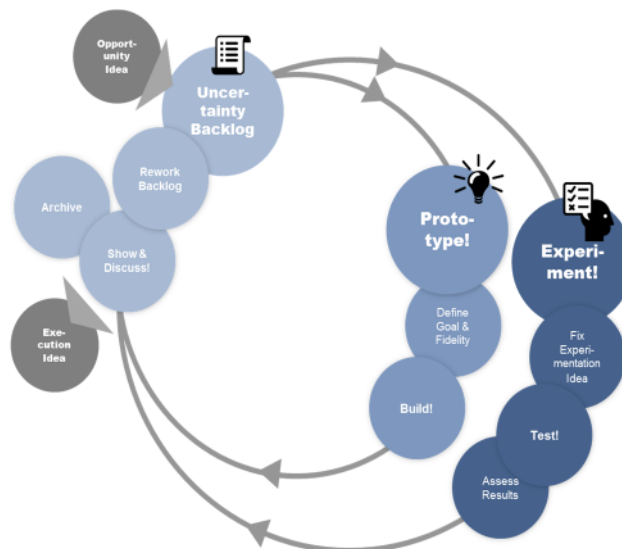 Opport-
unity
Idea
Uncer-
tainty
Backlog
Rework
Backlog
Archive
Show &
Discuss!
Exe-
cution
Idea
Proto-
type!
Define
Goal &
Fidelity
Build!
Experi-
ment!
Fix
Experi-
mentation
Idea
Test!
Assess
Results